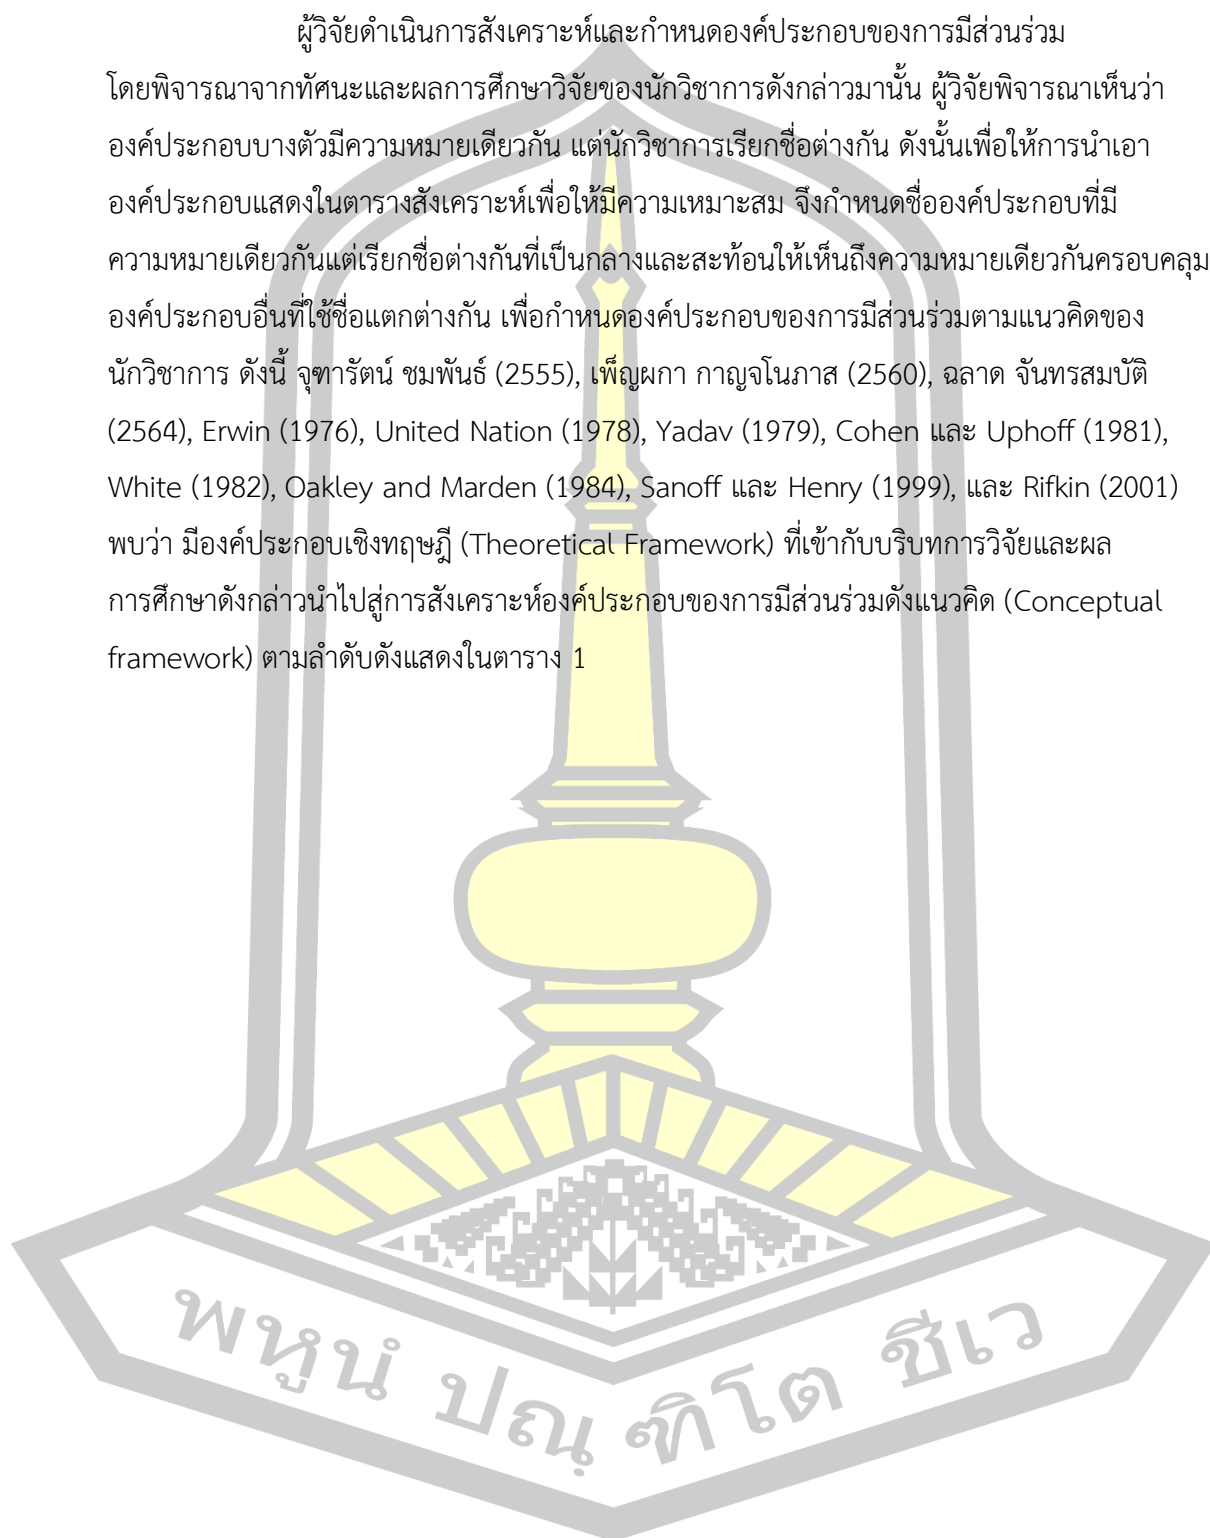 ผู้วิจัยดำเนินการสังเคราะห์และกำหนดองค์ประกอบของการมีส่วนร่วม
โดยพิจารณาจากทัศนะและผลการศึกษาวิจัยของนักวิชาการดังกล่าวมานั้น ผู้วิจัยพิจารณาเห็นว่า
องค์ประกอบบางตัวมีความหมายเดียวกัน แต่นักวิชาการเรียกชื่อต่างกัน ดังนั้นเพื่อให้การนำเอา
องค์ประกอบแสดงในตารางสังเคราะห์เพื่อให้มีความเหมาะสม จึงกำหนดชื่อองค์ประกอบที่มี
ความหมายเดียวกันแต่เรียกชื่อต่างกันที่เป็นกลางและสะท้อนให้เห็นถึงความหมายเดียวกันครอบคลุม
องค์ประกอบอื่นที่ใช้ชื่อแตกต่างกัน เพื่อกำหนดองค์ประกอบของการมีส่วนร่วมตามแนวคิดของ
นักวิชาการ ดังนี้ จุฑารัตน์ ชมพันธ์ (2555), เพ็ญผกา กาญจโนภาส (2560), ฉลาด จันทรสมบัติ
(2564), Erwin (1976), United Nation (1978), Yadav (1979), Cohen และ Uphoff (1981),
White (1982), Oakley and Marden (1984), Sanoff และ Henry (1999), และ Rifkin (2001)
พบว่า มีองค์ประกอบเชิงทฤษฎี (Theoretical Framework) ที่เข้ากับบริบทการวิจัยและผล
การศึกษาดังกล่าวนำไปสู่การสังเคราะห์องค์ประกอบของการมีส่วนร่วมดังแนวคิด (Conceptual
framework) ตามลำดับดังแสดงในตาราง 1
พหูนํ ปณฺฑิโต ชีเว